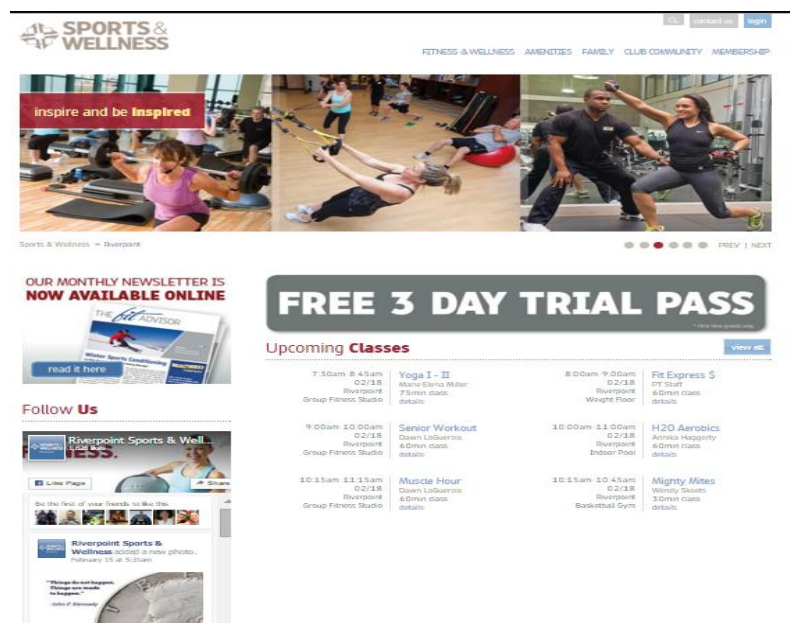 SPORTS &
WELLNESS
contact us
login
FITNESS & WELLNESS AMENITIES FAMILY CLUB COMMUNITY MEMBERSHIP
inspire and be Inspired
Sports & Wellness Riverpoint
PREV | NEXT
OUR MONTHLY NEWSLETTER IS
NOW AVAILABLE ONLINE
THE fit ADVISOR
Winter Sports Conditioning
read it here
FREE 3 DAY TRIAL PASS
Upcoming Classes
view all
7:30am 8:45am
02/18
Riverpoint
Group Fitness Studio
Yoga I - II
Marie Elena Miller
75min class
details
8:00am 9:00am
02/18
Riverpoint
Weight Floor
Fit Express $
PT Staff
60min class
details
9:00am 10:00am
02/18
Riverpoint
Group Fitness Studio
Senior Workout
Dawn LoGuercio
60min class
details
10:00am 11:00am
02/18
Riverpoint
Indoor Pool
H2O Aerobics
Annika Haggerty
60min class
details
10:15am 11:15am
02/18
Riverpoint
Group Fitness Studio
Muscle Hour
Dawn LoGuercio
60min class
details
10:15am 10:45am
02/18
Riverpoint
Basketball Gym
Mighty Mites
Wendy Skeets
30min class
details
Follow Us
Riverpoint Sports & Well...
Like Page
Share
Be the first of your friends to like this
Riverpoint Sports &
Wellness added a new photo.
February 15 at 5:31am
"Things do not happen.
Things are made
to happen."
-John F. Kennedy